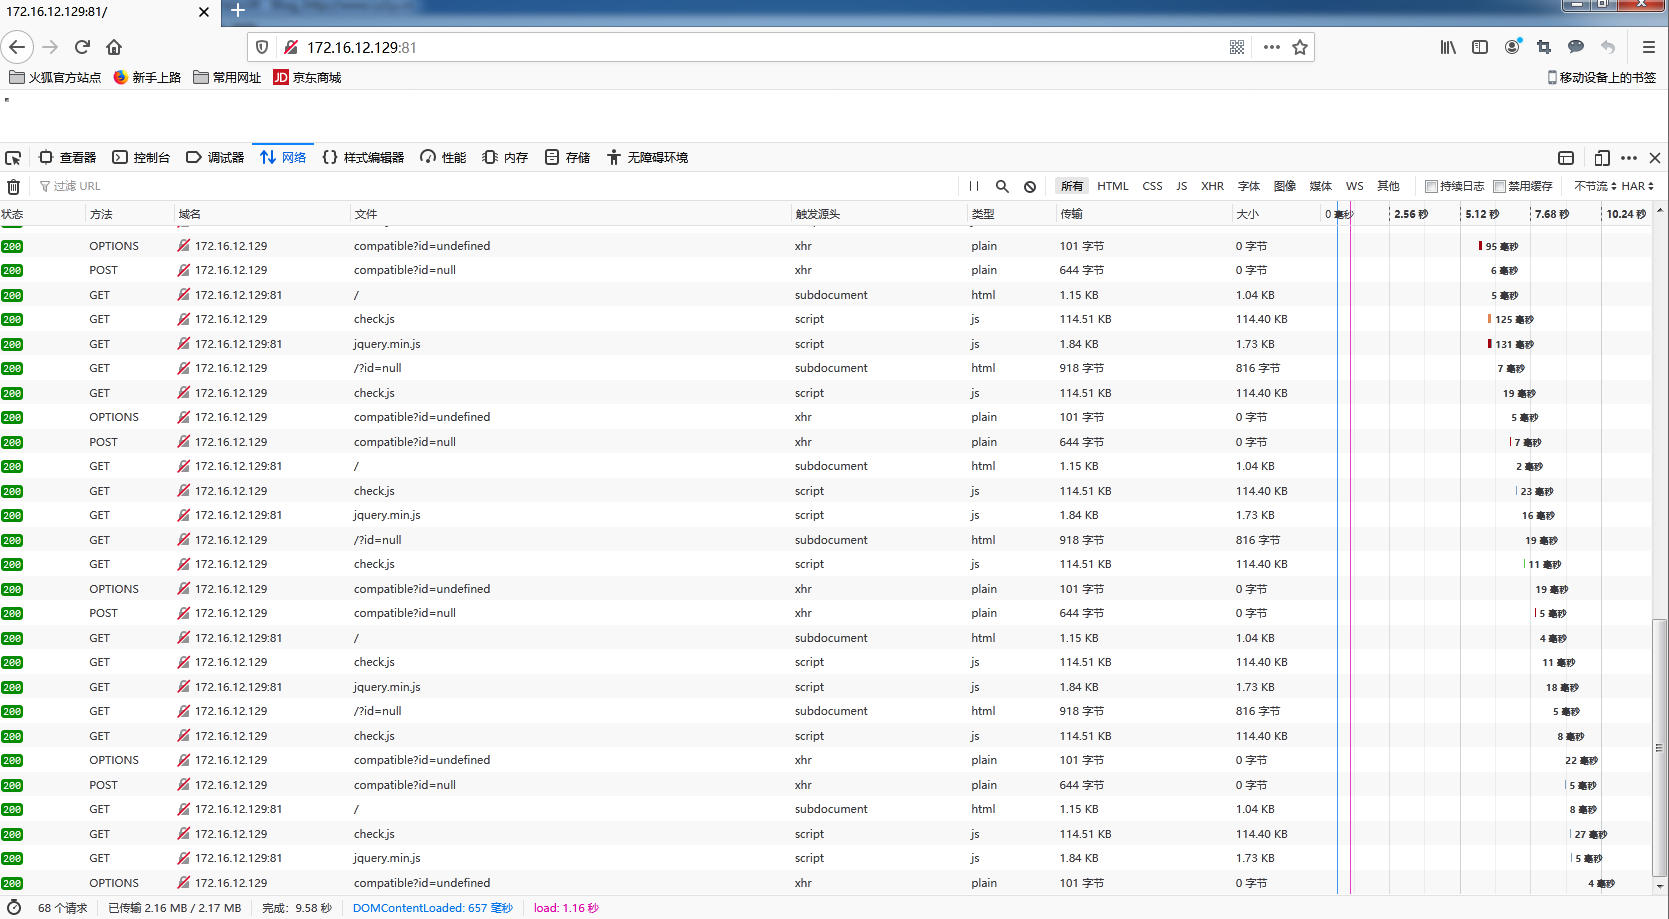 172.16.12.129:81/
172.16.12.129:81
火狐官方站点 新手上路 常用网址 JD 京东商城 移动设备上的书签
查看器 控制台 调试器 网络 样式编辑器 性能 内存 存储 无障碍环境
过滤 URL 所有 HTML CSS JS XHR 字体 图像 媒体 WS 其他 持续日志 禁用缓存 不节流 HAR
状态 方法 域名 文件 触发源头 类型 传输 大小 0 毫秒 2.56 秒 5.12 秒 7.68 秒 10.24 秒
200 OPTIONS 172.16.12.129 compatible?id=undefined xhr plain 101 字节 0 字节 95 毫秒
200 POST 172.16.12.129 compatible?id=null xhr plain 644 字节 0 字节 6 毫秒
200 GET 172.16.12.129:81 / subdocument html 1.15 KB 1.04 KB 5 毫秒
200 GET 172.16.12.129 check.js script js 114.51 KB 114.40 KB 125 毫秒
200 GET 172.16.12.129:81 jquery.min.js script js 1.84 KB 1.73 KB 131 毫秒
200 GET 172.16.12.129 /?id=null subdocument html 918 字节 816 字节 7 毫秒
200 GET 172.16.12.129 check.js script js 114.51 KB 114.40 KB 19 毫秒
200 OPTIONS 172.16.12.129 compatible?id=undefined xhr plain 101 字节 0 字节 5 毫秒
200 POST 172.16.12.129 compatible?id=null xhr plain 644 字节 0 字节 7 毫秒
200 GET 172.16.12.129:81 / subdocument html 1.15 KB 1.04 KB 2 毫秒
200 GET 172.16.12.129 check.js script js 114.51 KB 114.40 KB 23 毫秒
200 GET 172.16.12.129:81 jquery.min.js script js 1.84 KB 1.73 KB 16 毫秒
200 GET 172.16.12.129 /?id=null subdocument html 918 字节 816 字节 19 毫秒
200 GET 172.16.12.129 check.js script js 114.51 KB 114.40 KB 11 毫秒
200 OPTIONS 172.16.12.129 compatible?id=undefined xhr plain 101 字节 0 字节 19 毫秒
200 POST 172.16.12.129 compatible?id=null xhr plain 644 字节 0 字节 5 毫秒
200 GET 172.16.12.129:81 / subdocument html 1.15 KB 1.04 KB 4 毫秒
200 GET 172.16.12.129 check.js script js 114.51 KB 114.40 KB 11 毫秒
200 GET 172.16.12.129:81 jquery.min.js script js 1.84 KB 1.73 KB 18 毫秒
200 GET 172.16.12.129 /?id=null subdocument html 918 字节 816 字节 5 毫秒
200 GET 172.16.12.129 check.js script js 114.51 KB 114.40 KB 8 毫秒
200 OPTIONS 172.16.12.129 compatible?id=undefined xhr plain 101 字节 0 字节 22 毫秒
200 POST 172.16.12.129 compatible?id=null xhr plain 644 字节 0 字节 5 毫秒
200 GET 172.16.12.129:81 / subdocument html 1.15 KB 1.04 KB 8 毫秒
200 GET 172.16.12.129 check.js script js 114.51 KB 114.40 KB 27 毫秒
200 GET 172.16.12.129:81 jquery.min.js script js 1.84 KB 1.73 KB 5 毫秒
200 OPTIONS 172.16.12.129 compatible?id=undefined xhr plain 101 字节 0 字节 4 毫秒
68 个请求 已传输 2.16 MB / 2.17 MB 完成: 9.58 秒 DOMContentLoaded: 657 毫秒 load: 1.16 秒